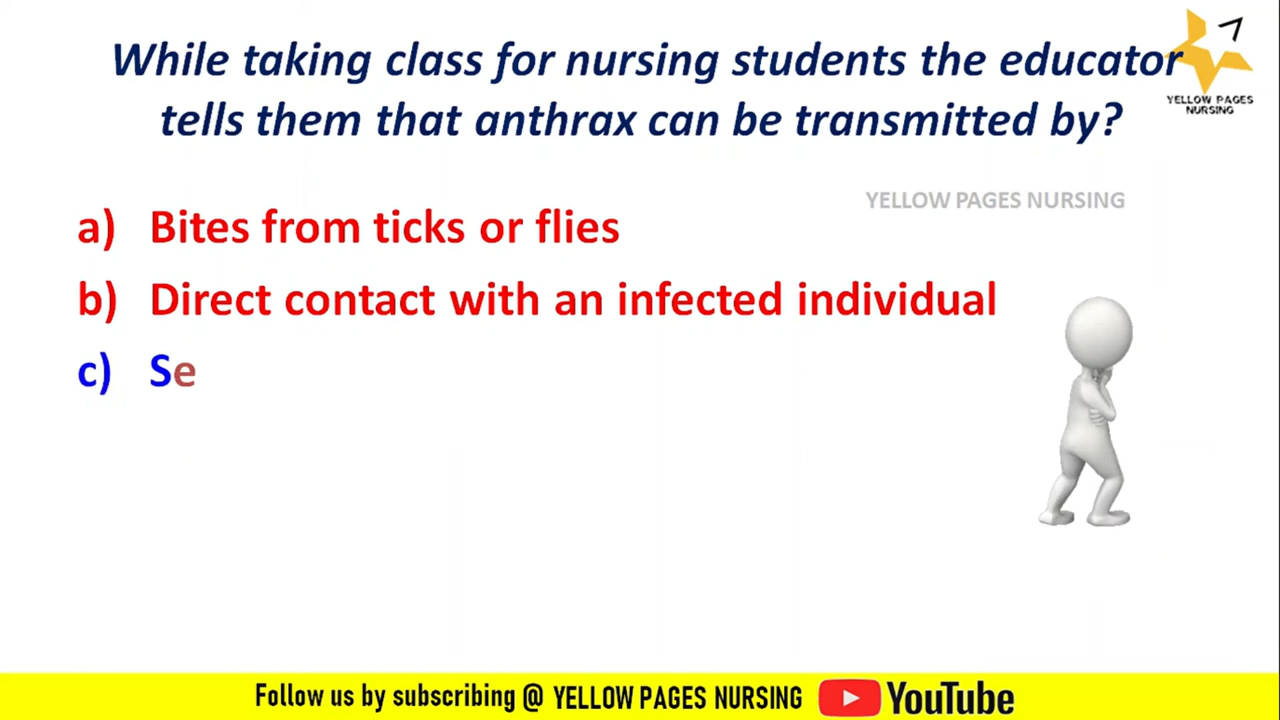 While taking class for nursing students the educator
tells them that anthrax can be transmitted by?
YELLOW PAGES
NURSING
YELLOW PAGES NURSING
a) Bites from ticks or flies
b) Direct contact with an infected individual
c) Se
Follow us by subscribing @ YELLOW PAGES NURSING YouTube